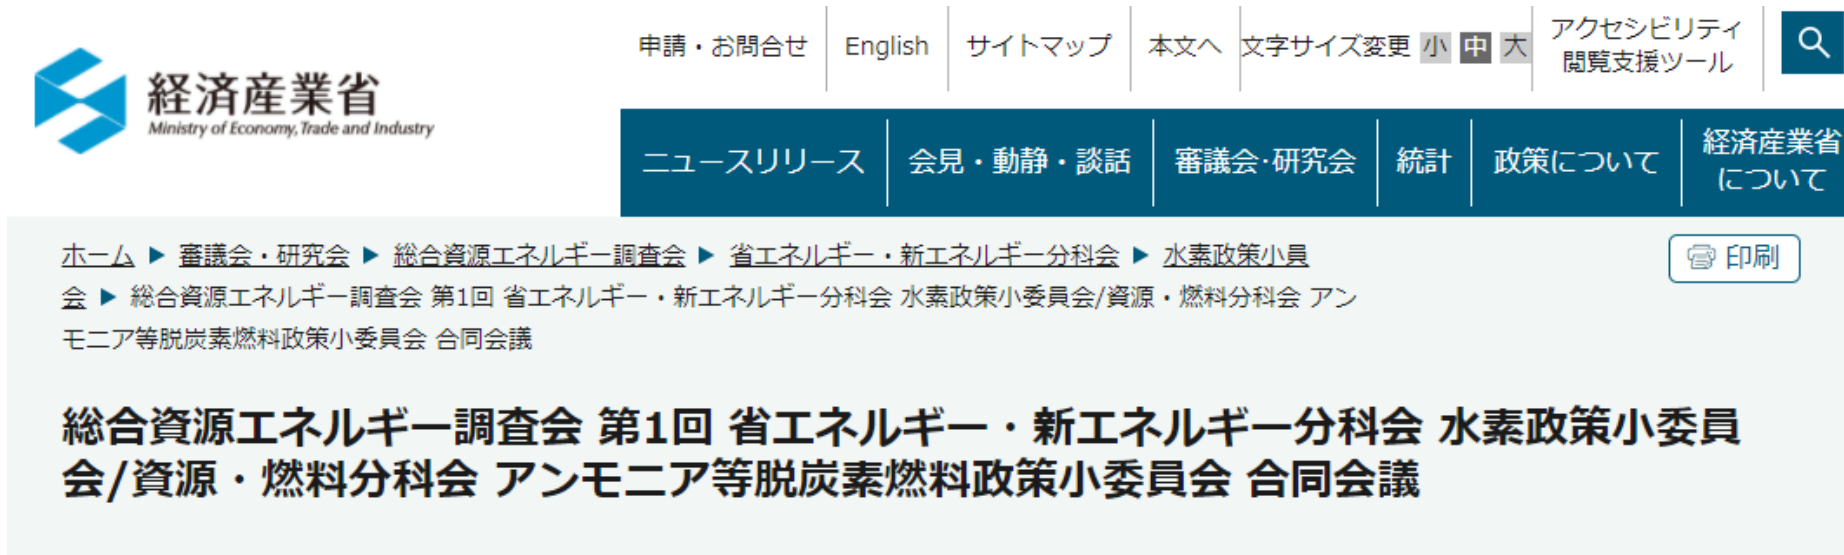 申請・お問合せ
English
サイトマップ
本文へ
文字サイズ変更 小 中 大
アクセシビリティ
閲覧支援ツール
経済産業省
Ministry of Economy, Trade and Industry
ニュースリリース
会見・動静・談話
審議会・研究会
統計
政策について
経済産業省
について
ホーム ▶ 審議会・研究会 ▶ 総合資源エネルギー調査会 ▶ 省エネルギー・新エネルギー分科会 ▶ 水素政策小員
会 ▶ 総合資源エネルギー調査会 第1回 省エネルギー・新エネルギー分科会 水素政策小委員会/資源・燃料分科会 アン
モニア等脱炭素燃料政策小委員会 合同会議
印刷
総合資源エネルギー調査会 第1回 省エネルギー・新エネルギー分科会 水素政策小委員
会/資源・燃料分科会 アンモニア等脱炭素燃料政策小委員会 合同会議